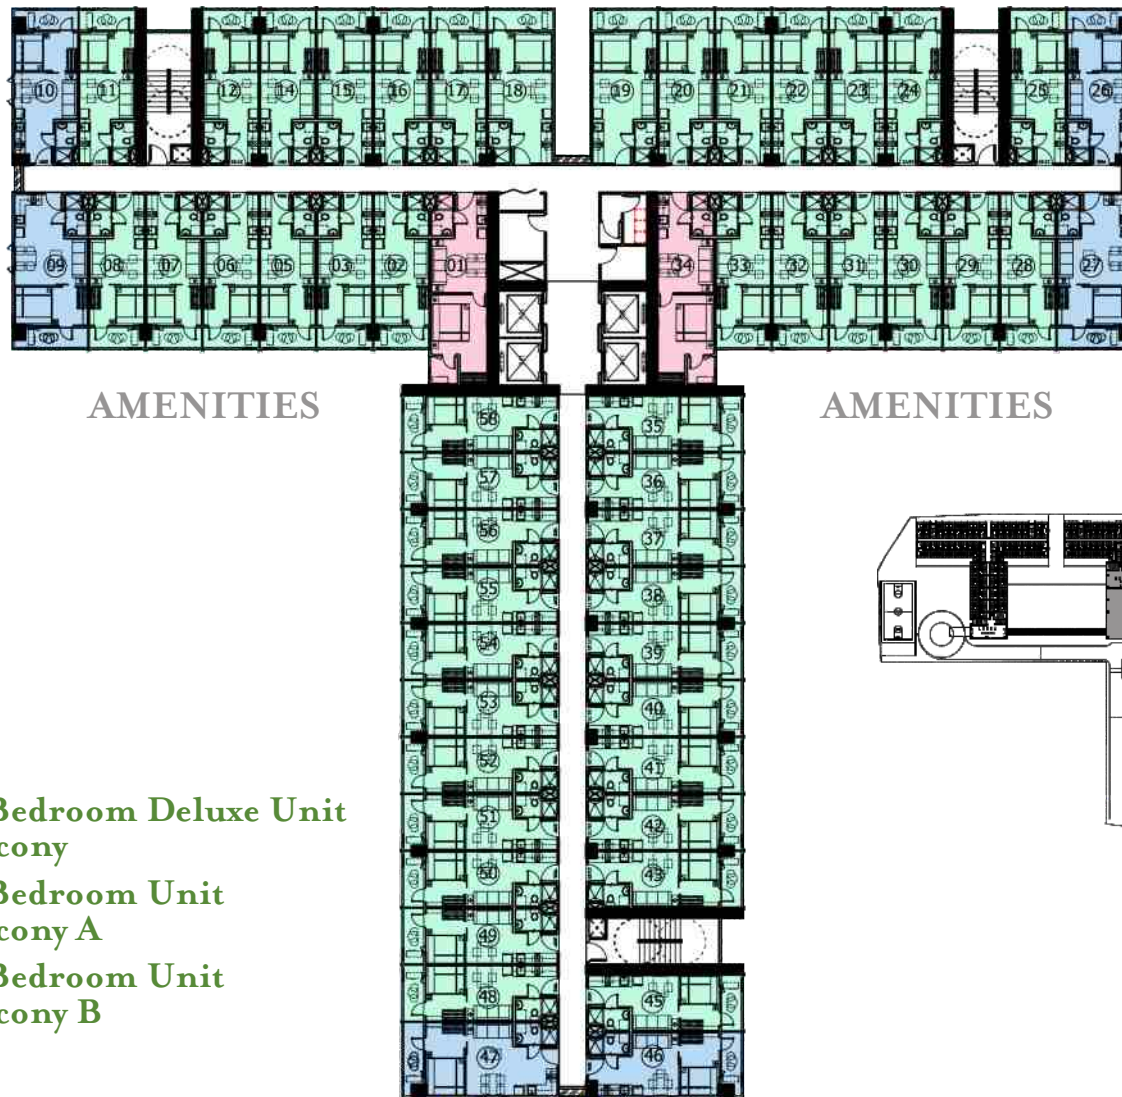 10 11 12 14 15 16 17 18 19 20 21 22 23 24 25 26
09 08 07 06 05 03 02 01 34 33 32 31 30 29 28 27
AMENITIES AMENITIES
58 35
57 36
56 37
55 38
54 39
53 40
52 41
51 42
50 43
49
48 45
47 46
Bedroom Deluxe Unit
cony
Bedroom Unit
cony A
Bedroom Unit
cony B